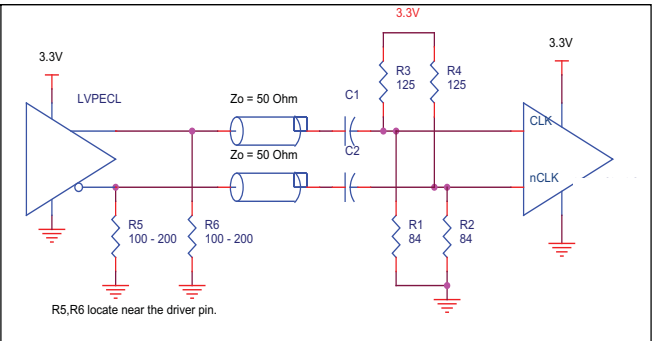 3.3V
3.3V
3.3V
LVPECL
Zo = 50 Ohm
C1
R3
125
R4
125
CLK
Zo = 50 Ohm
C2
nCLK
R5
100 - 200
R6
100 - 200
R1
84
R2
84
R5,R6 locate near the driver pin.